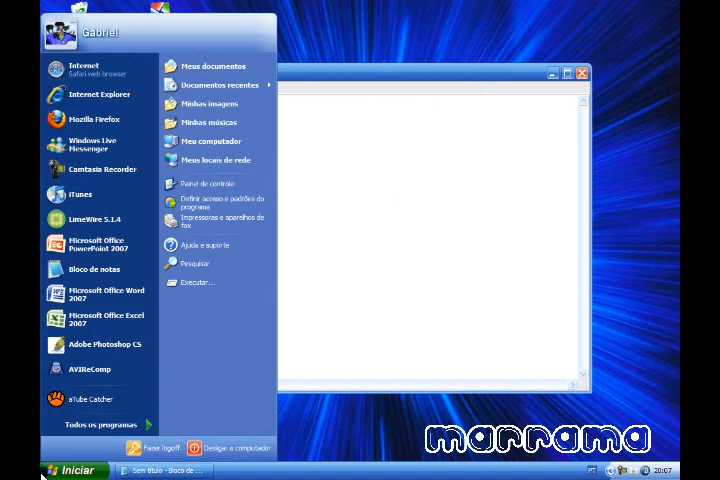 Gabriel
Internet
Safari web browser
Internet Explorer
Mozilla Firefox
Windows Live
Messenger
Camtasia Recorder
iTunes
LimeWire 5.1.4
Microsoft Office
PowerPoint 2007
Bloco de notas
Microsoft Office Word
2007
Microsoft Office Excel
2007
Adobe Photoshop CS
AVIReComp
aTube Catcher
Todos os programas
Meus documentos
Documentos recentes
Minhas imagens
Minhas músicas
Meu computador
Meus locais de rede
Painel de controle
Definir acesso e padrões do
programa
Impressoras e aparelhos de
fax
Ajuda e suporte
Pesquisar
Executar...
Fazer logoff
Desligar o computador
marrama
Iniciar
Sem título - Bloco de ...
PT
20:07